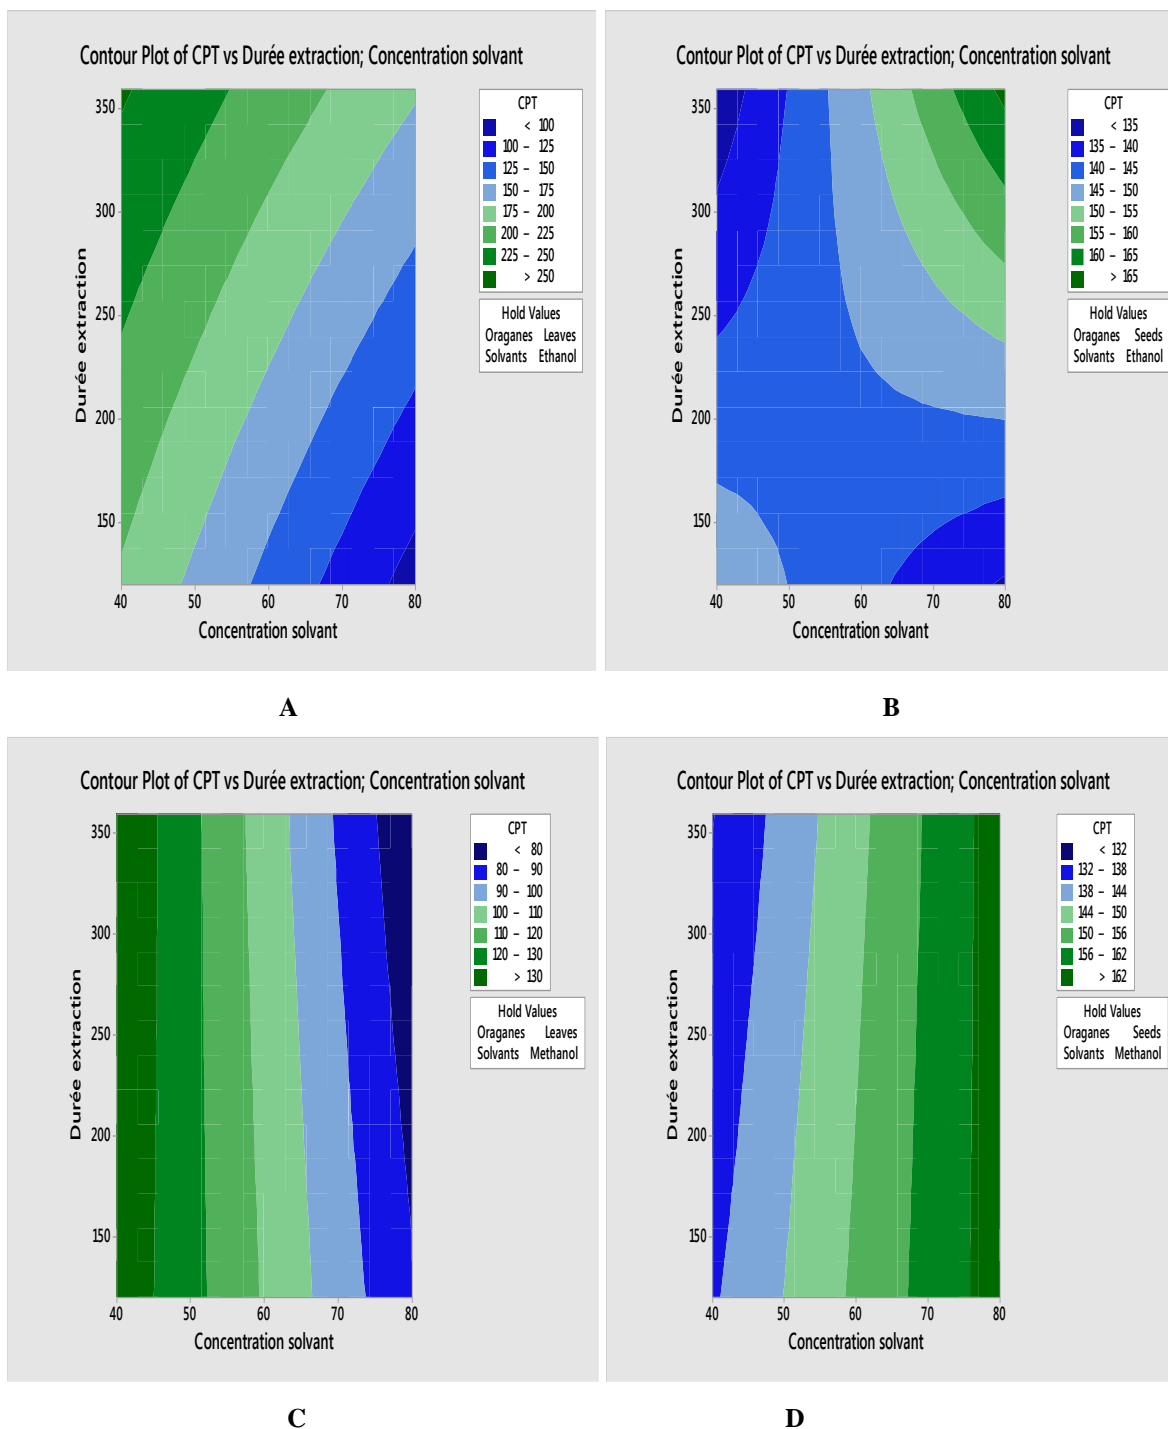 Contour Plot of CPT vs Durée extraction; Concentration solvant
CPT
< 100
100 – 125
125 – 150
150 – 175
175 – 200
200 – 225
225 – 250
> 250
Hold Values
Oraganes Leaves
Solvants Ethanol
Durée extraction
350
300
250
200
150
40 50 60 70 80
Concentration solvant
A
Contour Plot of CPT vs Durée extraction; Concentration solvant
CPT
< 135
135 – 140
140 – 145
145 – 150
150 – 155
155 – 160
160 – 165
> 165
Hold Values
Oraganes Seeds
Solvants Ethanol
Durée extraction
350
300
250
200
150
40 50 60 70 80
Concentration solvant
B
Contour Plot of CPT vs Durée extraction; Concentration solvant
CPT
< 80
80 – 90
90 – 100
100 – 110
110 – 120
120 – 130
> 130
Hold Values
Oraganes Leaves
Solvants Methanol
Durée extraction
350
300
250
200
150
40 50 60 70 80
Concentration solvant
C
Contour Plot of CPT vs Durée extraction; Concentration solvant
CPT
< 132
132 – 138
138 – 144
144 – 150
150 – 156
156 – 162
> 162
Hold Values
Oraganes Seeds
Solvants Methanol
Durée extraction
350
300
250
200
150
40 50 60 70 80
Concentration solvant
D